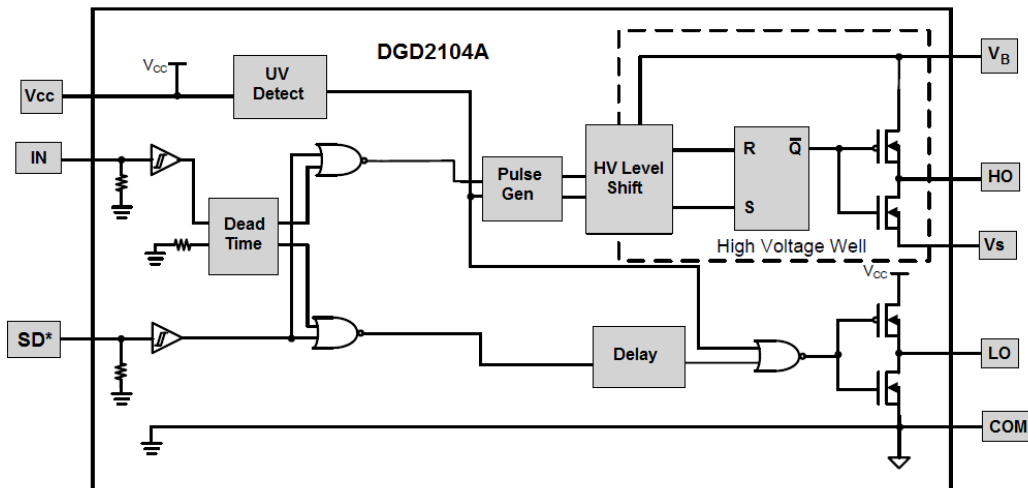 DGD2104A
Vcc
VCC
UV
Detect
VB
IN
Pulse
Gen
HV Level
Shift
R
Q̅
S
HO
Dead
Time
High Voltage Well
Vs
VCC
SD*
Delay
LO
COM